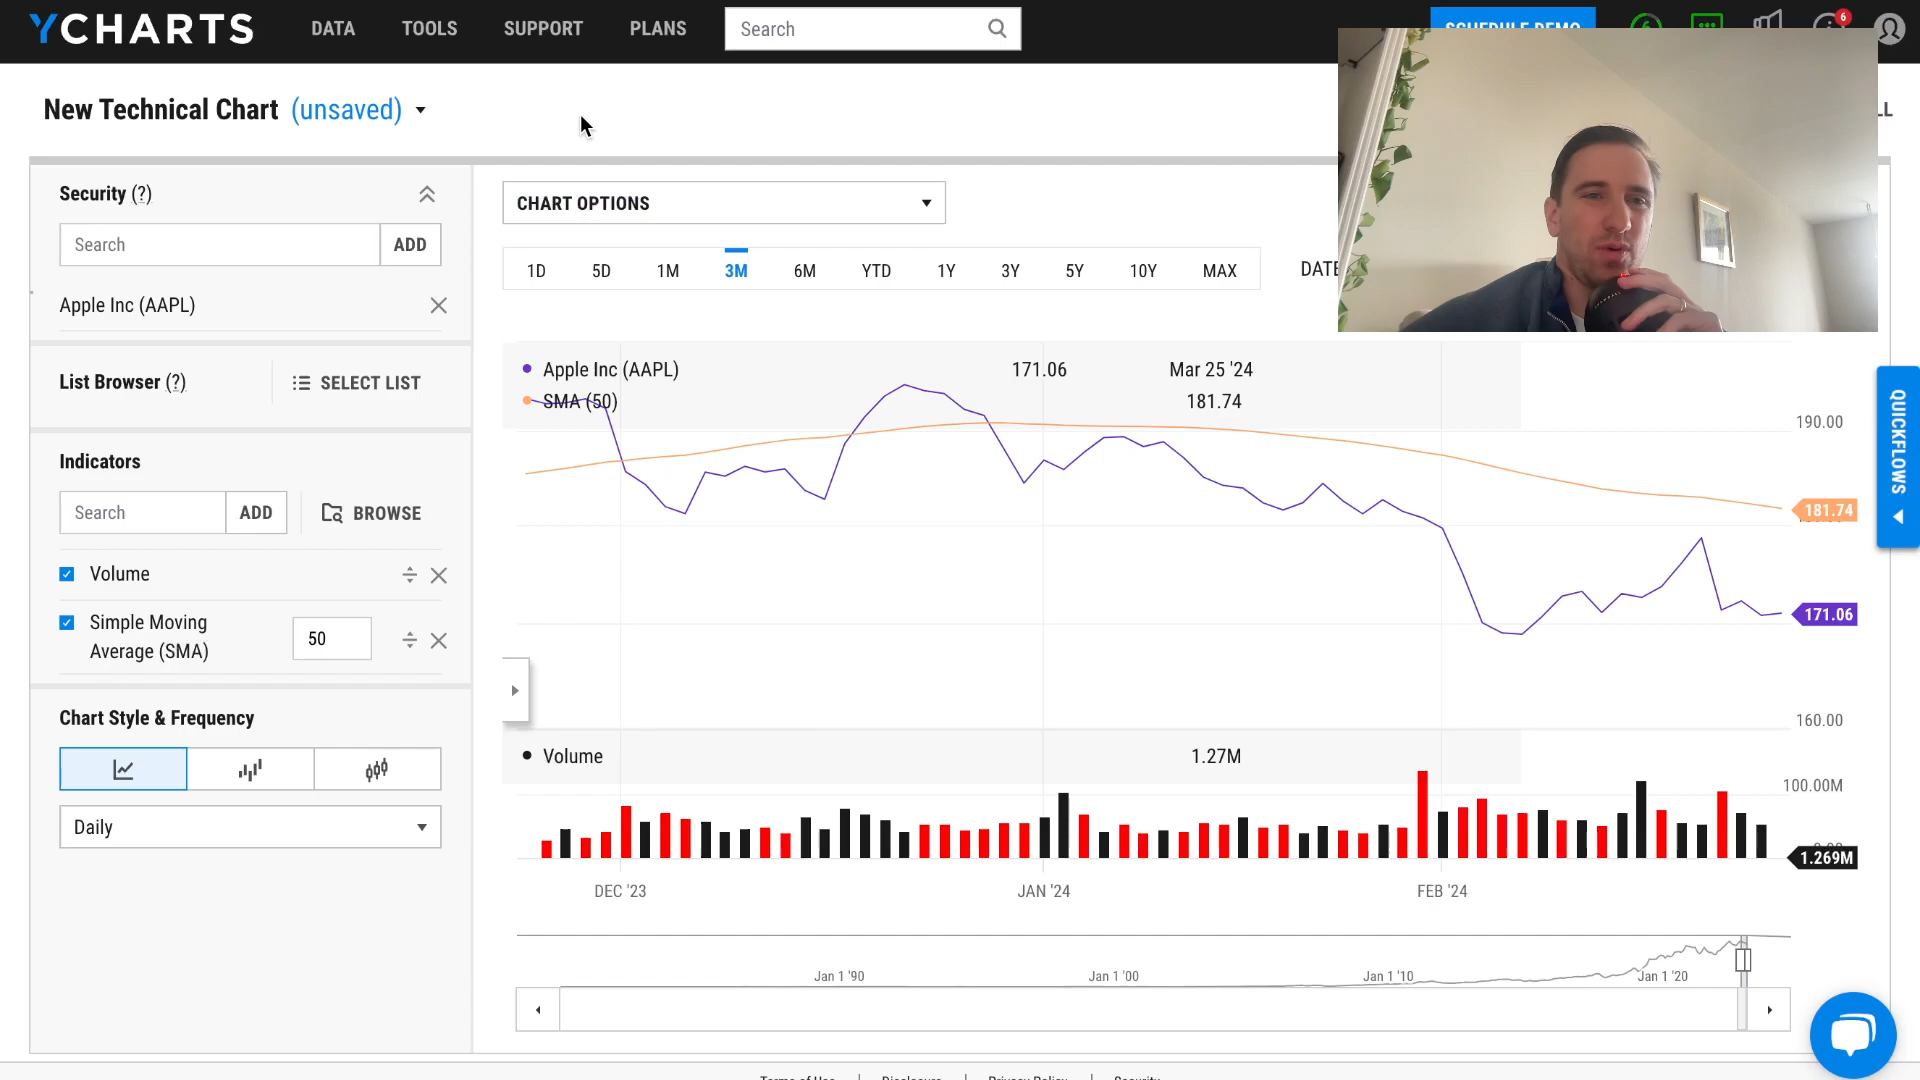 YCHARTS DATA TOOLS SUPPORT PLANS Search 6
New Technical Chart (unsaved)
Security (?)
Search ADD
Apple Inc (AAPL)
List Browser (?) SELECT LIST
Indicators
Search ADD BROWSE
Volume
Simple Moving
Average (SMA)
50
Chart Style & Frequency
Daily
CHART OPTIONS
1D 5D 1M 3M 6M YTD 1Y 3Y 5Y 10Y MAX DATE
Apple Inc (AAPL) 171.06 Mar 25 '24
SMA (50) 181.74
190.00
181.74
171.06
160.00
Volume 1.27M
100.00M
1.269M
DEC '23 JAN '24 FEB '24
Jan 1 '90 Jan 1 '00 Jan 1 '10 Jan 1 '20
QUICKFLOWS